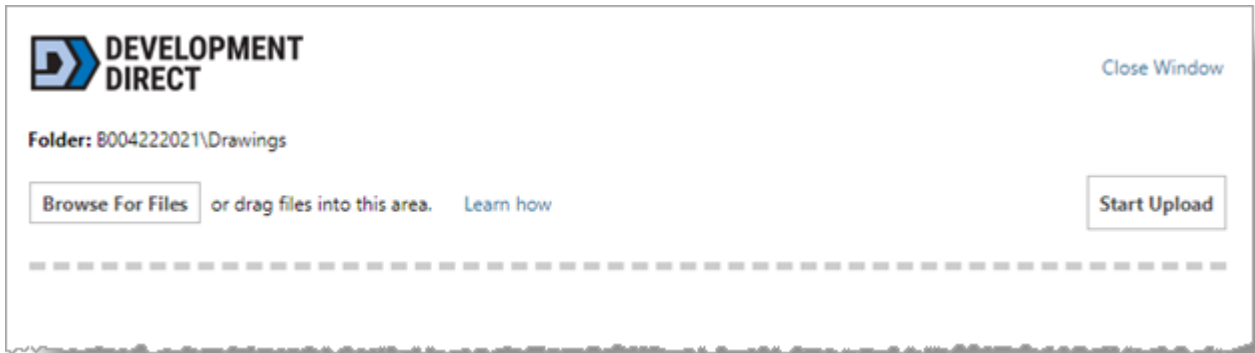 DEVELOPMENT
DIRECT
Close Window
Folder: B004222021\Drawings
Browse For Files or drag files into this area. Learn how
Start Upload